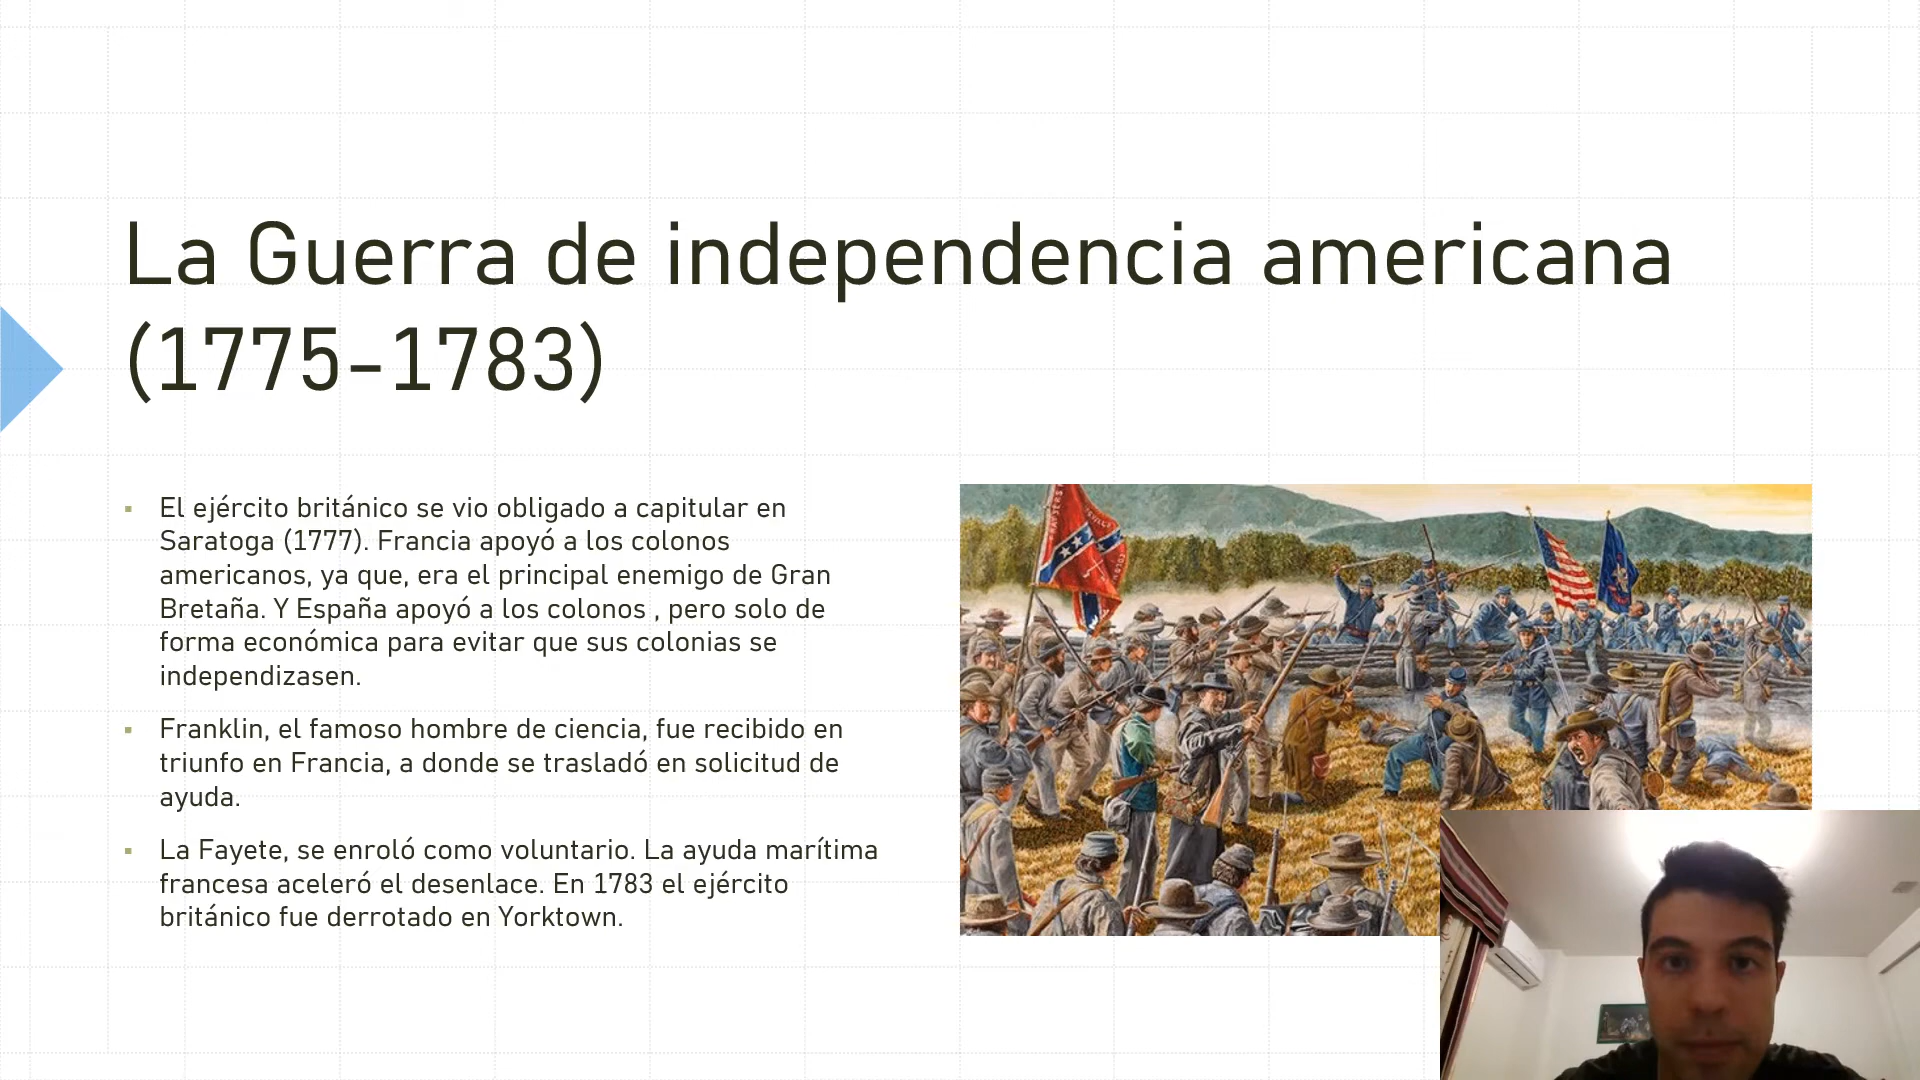 La Guerra de independencia americana
(1775-1783)
▪ El ejército británico se vio obligado a capitular en
Saratoga (1777). Francia apoyó a los colonos
americanos, ya que, era el principal enemigo de Gran
Bretaña. Y España apoyó a los colonos , pero solo de
forma económica para evitar que sus colonias se
independizasen.
▪ Franklin, el famoso hombre de ciencia, fue recibido en
triunfo en Francia, a donde se trasladó en solicitud de
ayuda.
▪ La Fayete, se enroló como voluntario. La ayuda marítima
francesa aceleró el desenlace. En 1783 el ejército
británico fue derrotado en Yorktown.